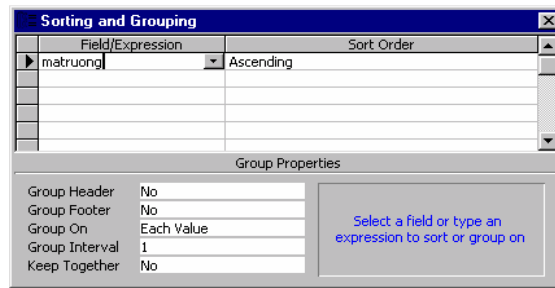 Sorting and Grouping
Field/Expression Sort Order
matruong Ascending
Group Properties
Group Header No
Group Footer No
Group On Each Value
Group Interval 1
Keep Together No
Select a field or type an
expression to sort or group on